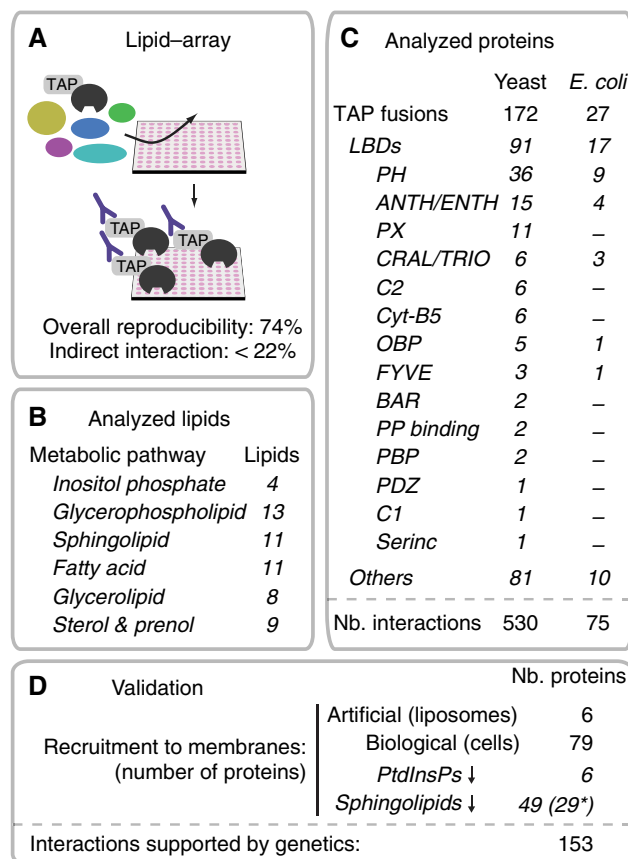 A Lipid–array
TAP
TAP
TAP
TAP
Overall reproducibility: 74%
Indirect interaction: < 22%
B Analyzed lipids
Metabolic pathway Lipids
Inositol phosphate 4
Glycerophospholipid 13
Sphingolipid 11
Fatty acid 11
Glycerolipid 8
Sterol & prenol 9
C Analyzed proteins
Yeast E. coli
TAP fusions 172 27
LBDs 91 17
PH 36 9
ANTH/ENTH 15 4
PX 11 –
CRAL/TRIO 6 3
C2 6 –
Cyt-B5 6 –
OBP 5 1
FYVE 3 1
BAR 2 –
PP binding 2 –
PBP 2 –
PDZ 1 –
C1 1 –
Serinc 1 –
Others 81 10
Nb. interactions 530 75
D Validation
Nb. proteins
Recruitment to membranes:
(number of proteins)
Artificial (liposomes) 6
Biological (cells) 79
PtdInsPs ↓ 6
Sphingolipids ↓ 49 (29*)
Interactions supported by genetics: 153